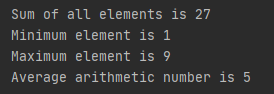 Sum of all elements is 27
Minimum element is 1
Maximum element is 9
Average arithmetic number is 5